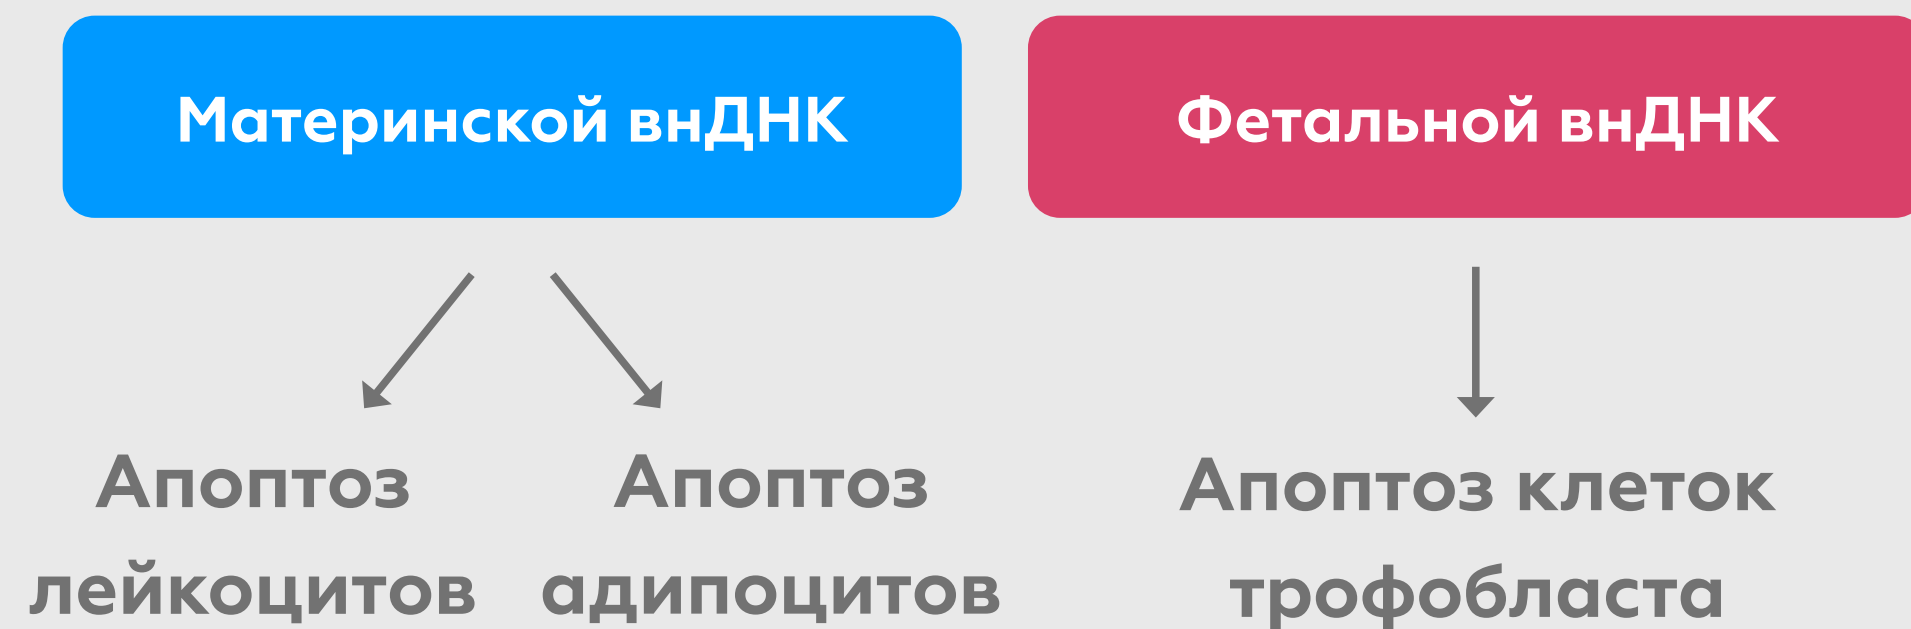 Материнской внДНК
Фетальной внДНК
Апоптоз
лейкоцитов
Апоптоз
адипоцитов
Апоптоз клеток
трофобласта